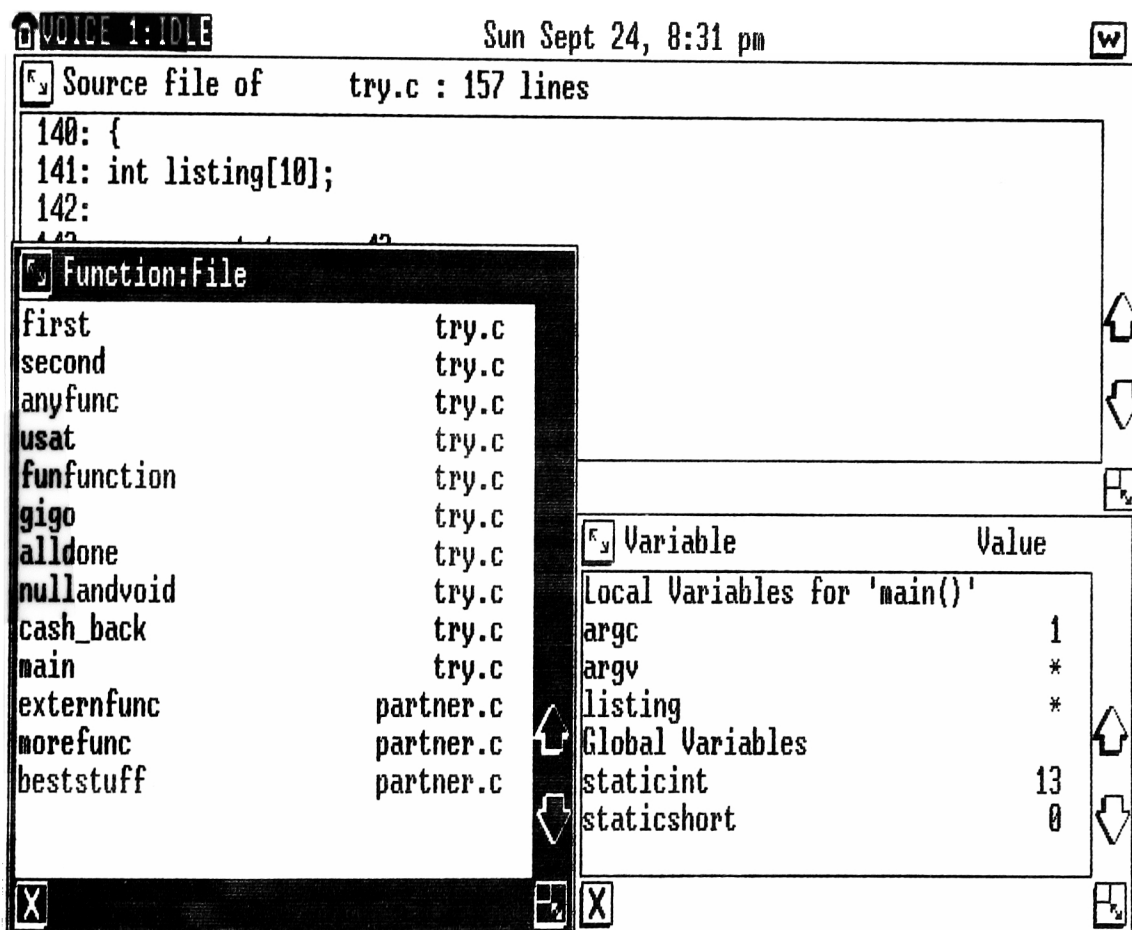 VOICE 1:IDLE Sun Sept 24, 8:31 pm W
Source file of try.c : 157 lines
140: {
141: int listing[10];
142:
Function:File
first try.c
second try.c
anyfunc try.c
usat try.c
funfunction try.c
gigo try.c
alldone try.c
nullandvoid try.c
cash_back try.c
main try.c
externfunc partner.c
morefunc partner.c
beststuff partner.c
X
Variable Value
Local Variables for 'main()'
argc 1
argv *
listing *
Global Variables
staticint 13
staticshort 0
X